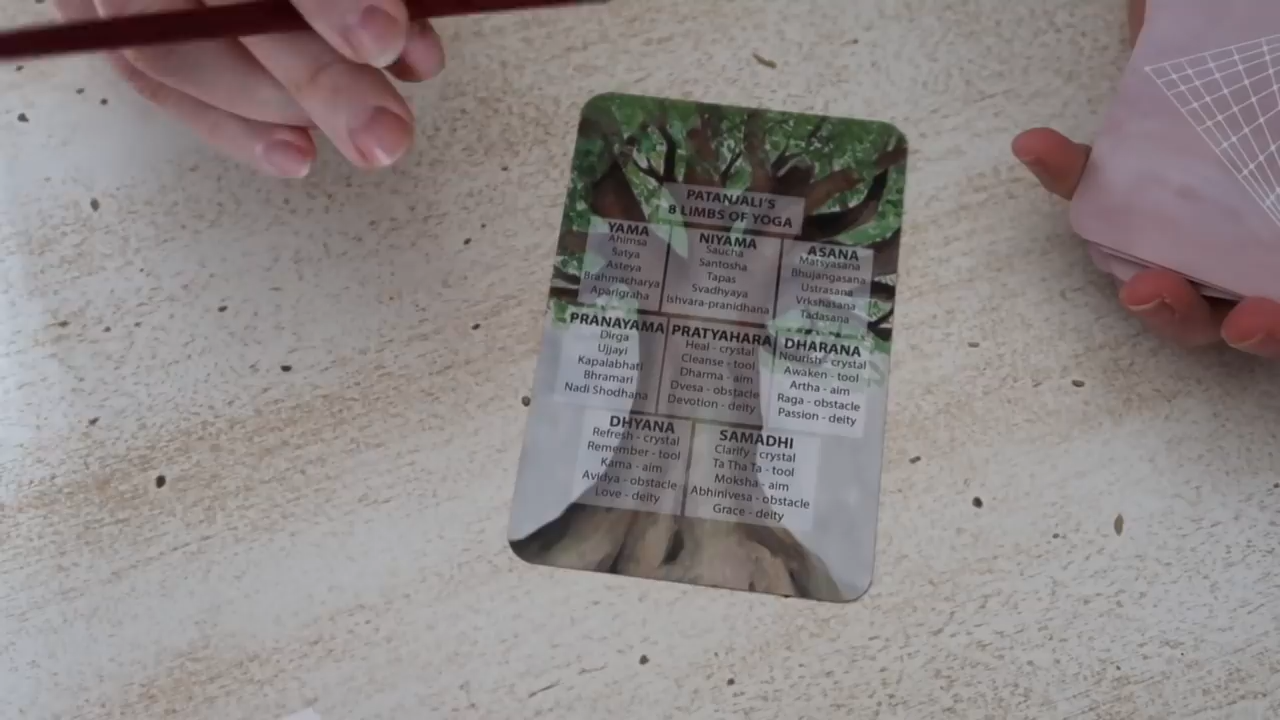 PATANJALI'S
8 LIMBS OF YOGA
YAMA
Ahimsa
Satya
Asteya
Brahmacharya
Aparigraha
NIYAMA
Saucha
Santosha
Tapas
Svadhyaya
Ishvara-pranidhana
ASANA
Matsyasana
Bhujangasana
Ustrasana
Vrkshasana
Tadasana
PRANAYAMA
Dirga
Ujjayi
Kapalabhati
Bhramari
Nadi Shodhana
PRATYAHARA
Heal - crystal
Cleanse - tool
Dharma - aim
Dvesa - obstacle
Devotion - deity
DHARANA
Nourish - crystal
Awaken - tool
Artha - aim
Raga - obstacle
Passion - deity
DHYANA
Refresh - crystal
Remember - tool
Kama - aim
Avidya - obstacle
Love - deity
SAMADHI
Clarify - crystal
Ta Tha Ta - tool
Moksha - aim
Abhinivesa - obstacle
Grace - deity